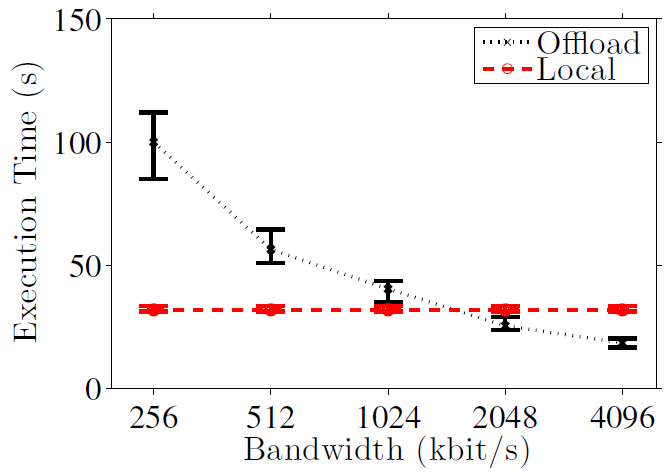 150
100
50
0
Execution Time (s)
Offload
Local
256 512 1024 2048 4096
Bandwidth (kbit/s)